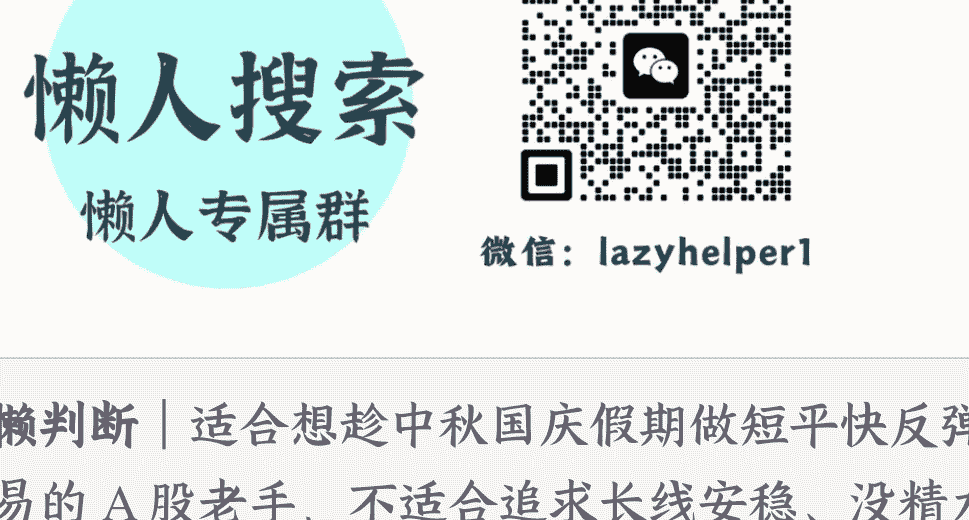 懒人搜索
懒人专属群
微信：lazyhelper1
懒判断｜适合想趁中秋国庆假期做短平快反弹
易的 A 股老手，不适合追求长线安稳、没精